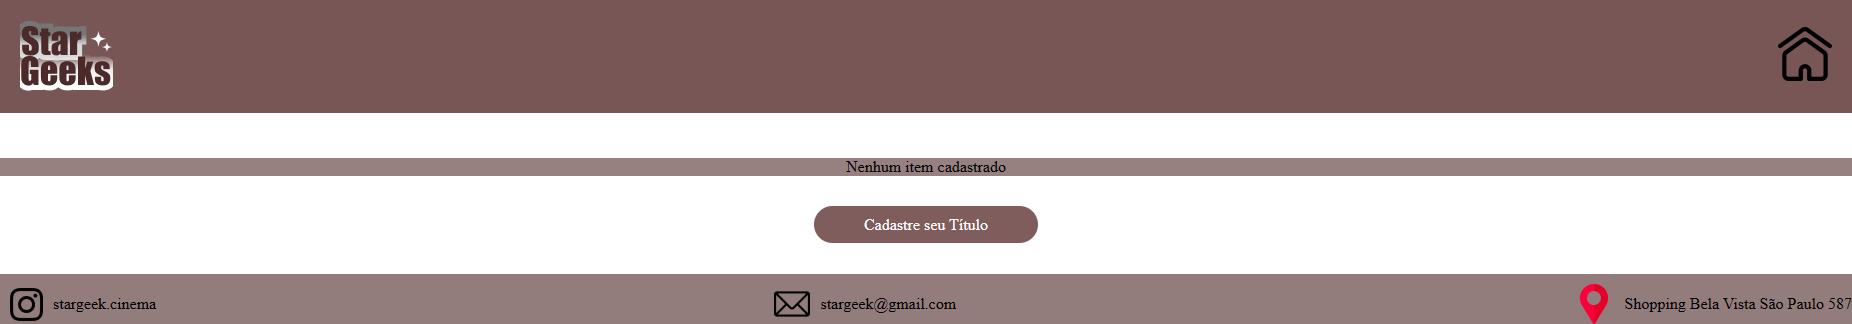 Star
Geeks
Nenhum item cadastrado
Cadastre seu Título
stargeek.cinema
stargeek@gmail.com
Shopping Bela Vista São Paulo 587